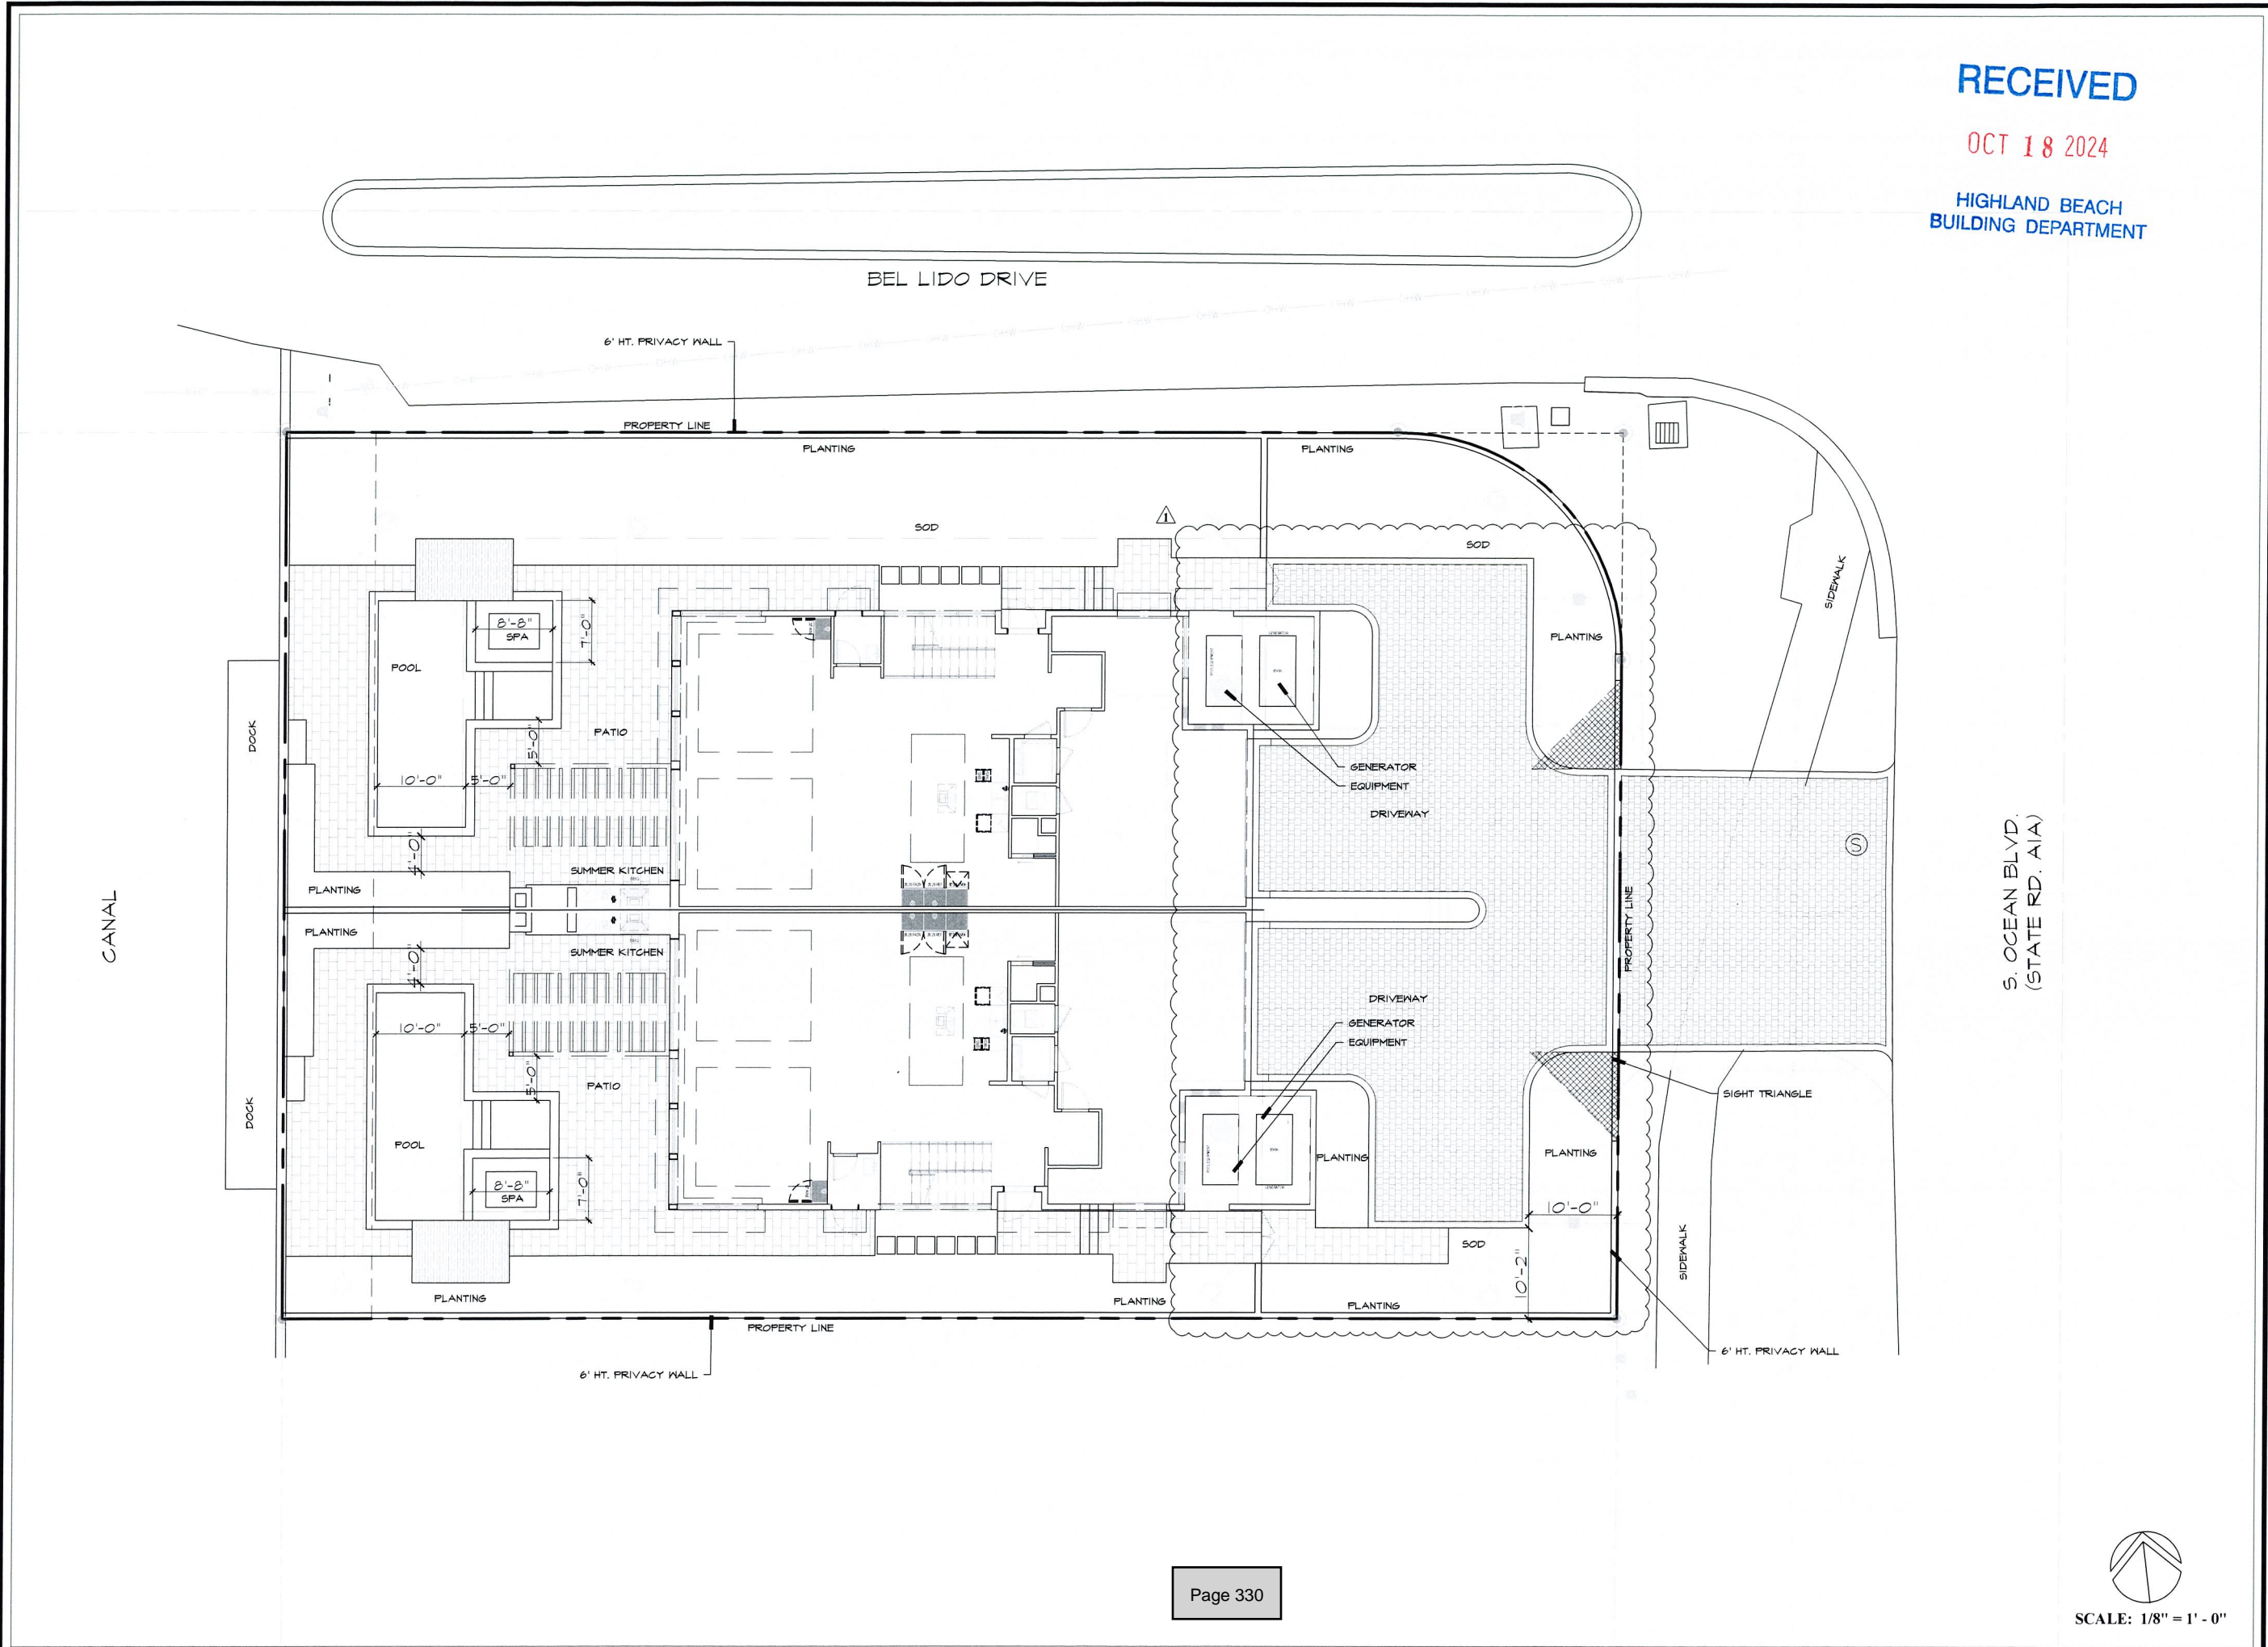 RECEIVED
OCT 18 2024
HIGHLAND BEACH
BUILDING DEPARTMENT
BEL LIDO DRIVE
6' HT. PRIVACY WALL
PROPERTY LINE
PLANTING
PLANTING
SOD
1
SOD
SIDEWALK
8'-8"
SPA
7'-0"
PLANTING
POOL
DOCK
PATIO
5'-0"
10'-0"
5'-0"
GENERATOR
EQUIPMENT
DRIVEWAY
S
4'-0"
SUMMER KITCHEN
PLANTING
PROPERTY LINE
CANAL
S. OCEAN BLVD.
(STATE RD. A1A)
PLANTING
SUMMER KITCHEN
4'-0"
DRIVEWAY
10'-0"
5'-0"
GENERATOR
EQUIPMENT
5'-0"
PATIO
DOCK
SIGHT TRIANGLE
POOL
PLANTING
PLANTING
8'-8"
SPA
7'-0"
10'-0"
SOD
10'-2"
SIDEWALK
PLANTING
PLANTING
PLANTING
PROPERTY LINE
6' HT. PRIVACY WALL
6' HT. PRIVACY WALL
Page 330
SCALE: 1/8" = 1' - 0"